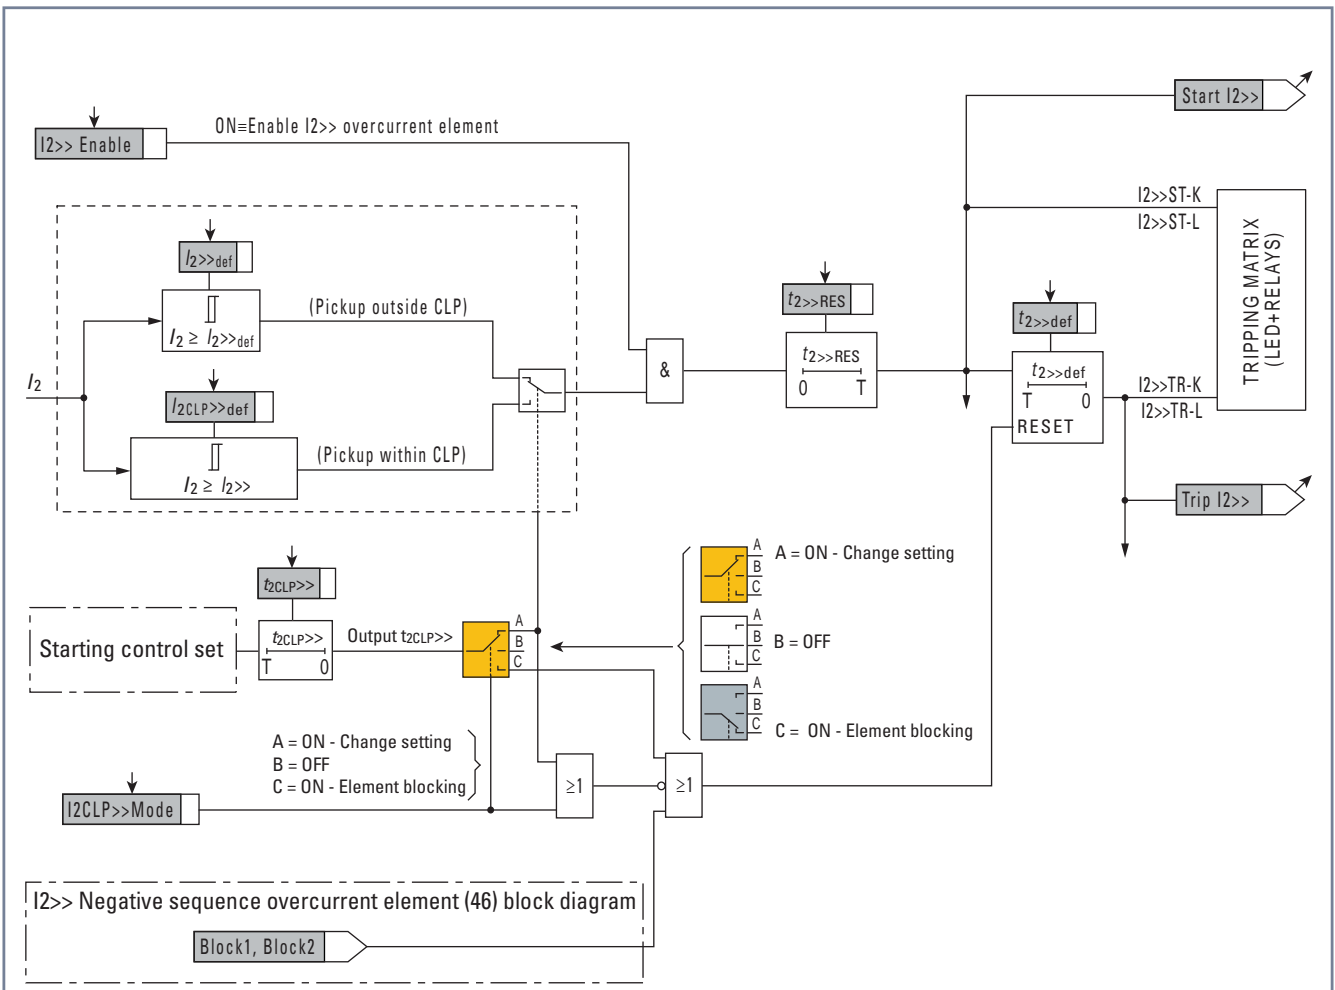 Start I2>>
I2>> Enable
ON≡Enable I2>> overcurrent element
I2>>ST-K
I2>>ST-L
TRIPPING MATRIX
(LED+RELAYS)
I2>>def
I2 ≥ I2>>def
(Pickup outside CLP)
t2>>RES
t2>>RES
0 T
t2>>def
t2>>def
T 0
RESET
&
I2
I2CLP>>def
I2 ≥ I2>>
(Pickup within CLP)
I2>>TR-K
I2>>TR-L
Trip I2>>
t2CLP>>
Starting control set
t2CLP>>
T 0
Output t2CLP>>
A
B
C
A
B
C
A = ON - Change setting
A
B
C
B = OFF
A
B
C
C = ON - Element blocking
A = ON - Change setting
B = OFF
C = ON - Element blocking
≥1
≥1
I2CLP>>Mode
I2>> Negative sequence overcurrent element (46) block diagram
Block1, Block2